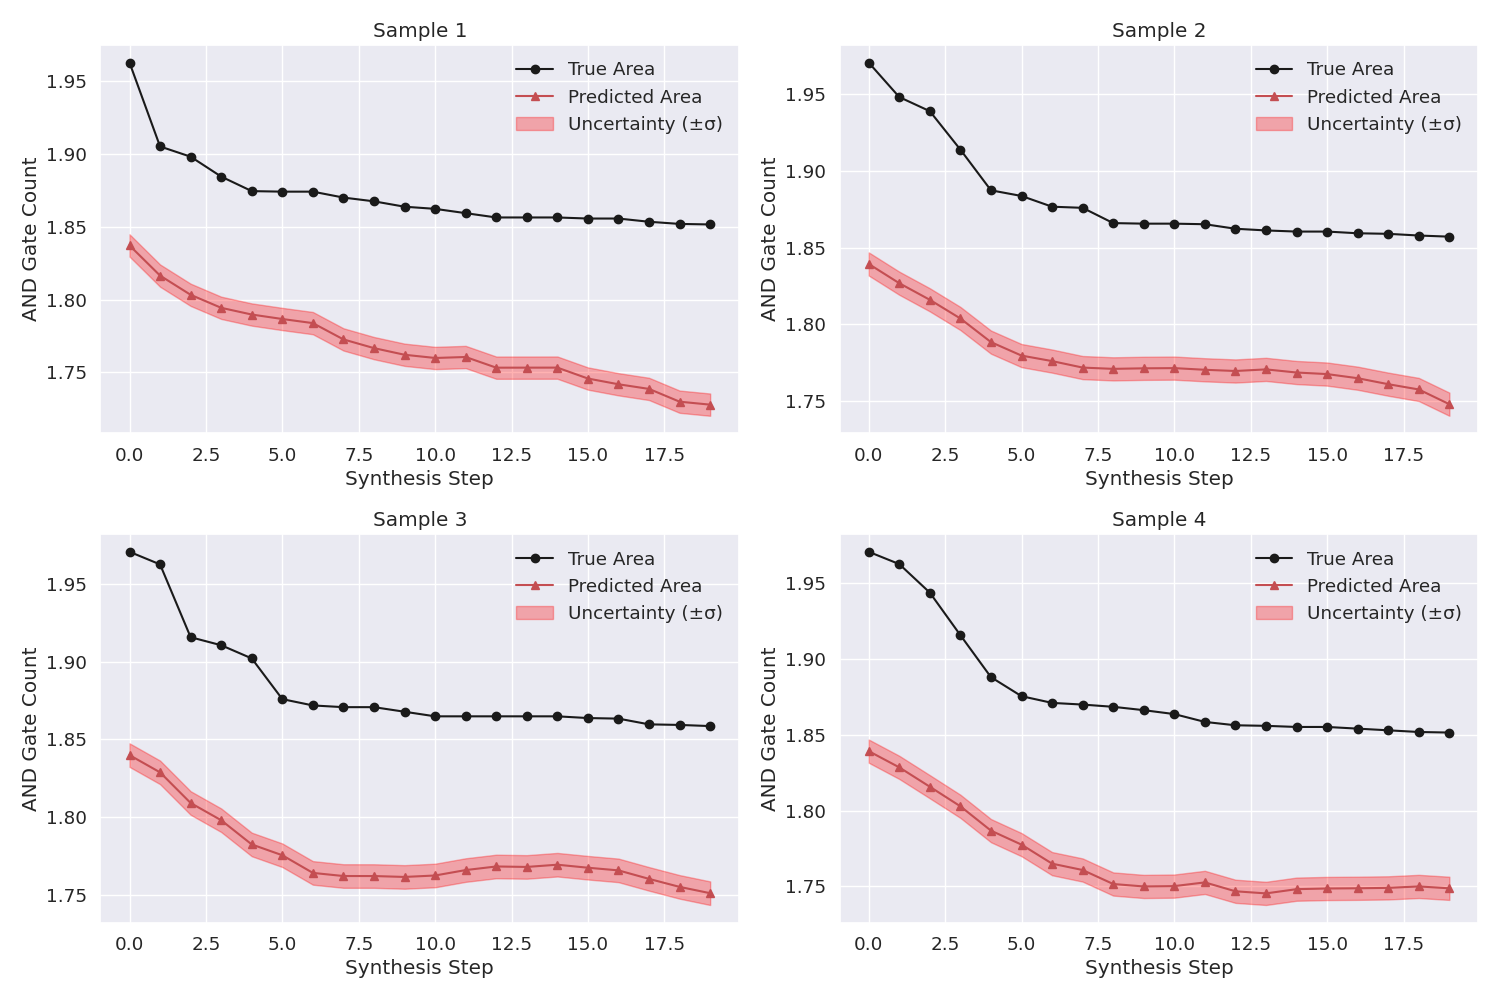 Sample 1
AND Gate Count
1.95
1.90
1.85
1.80
1.75
True Area
Predicted Area
Uncertainty (±σ)
0.0 2.5 5.0 7.5 10.0 12.5 15.0 17.5
Synthesis Step
Sample 2
AND Gate Count
1.95
1.90
1.85
1.80
1.75
True Area
Predicted Area
Uncertainty (±σ)
0.0 2.5 5.0 7.5 10.0 12.5 15.0 17.5
Synthesis Step
Sample 3
AND Gate Count
1.95
1.90
1.85
1.80
1.75
True Area
Predicted Area
Uncertainty (±σ)
0.0 2.5 5.0 7.5 10.0 12.5 15.0 17.5
Synthesis Step
Sample 4
AND Gate Count
1.95
1.90
1.85
1.80
1.75
True Area
Predicted Area
Uncertainty (±σ)
0.0 2.5 5.0 7.5 10.0 12.5 15.0 17.5
Synthesis Step